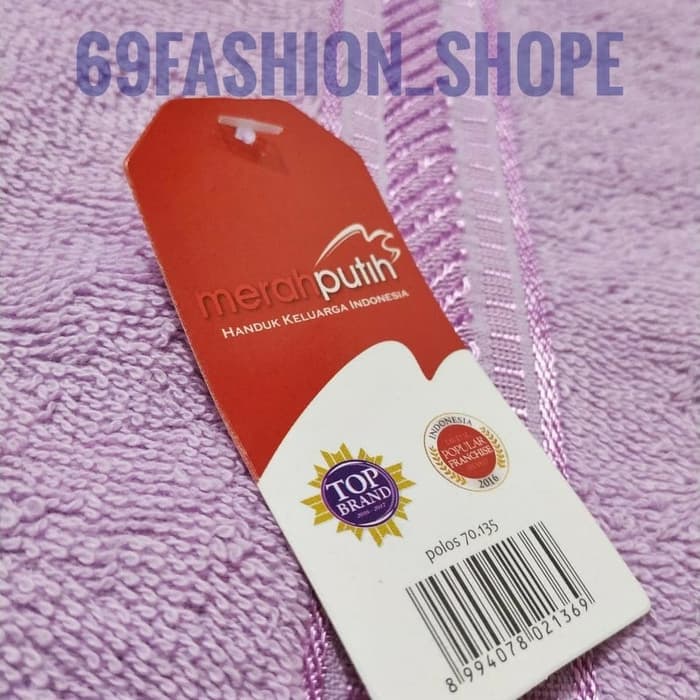 69FASHION_SHOPE
merahputih
HANDUK KELUARGA INDONESIA
TOP
BRAND
INDONESIA
POPULAR
FRANCHISE
2016
polos 70.135
8 994078 021369